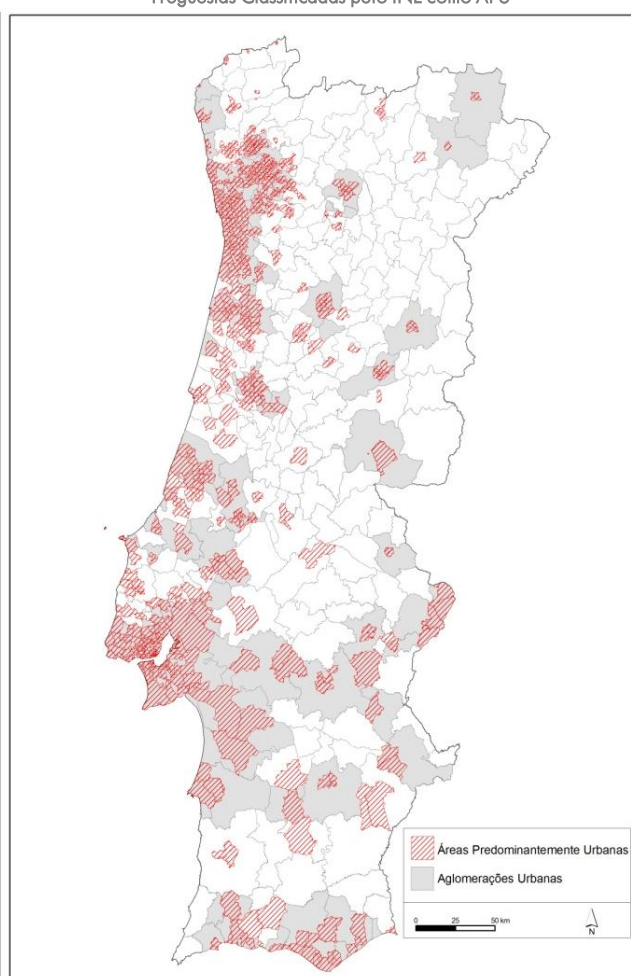 Freguesias Classificadas pelo INE como APU
Áreas Predominantemente Urbanas
Aglomerações Urbanas
0 25 50 km
N